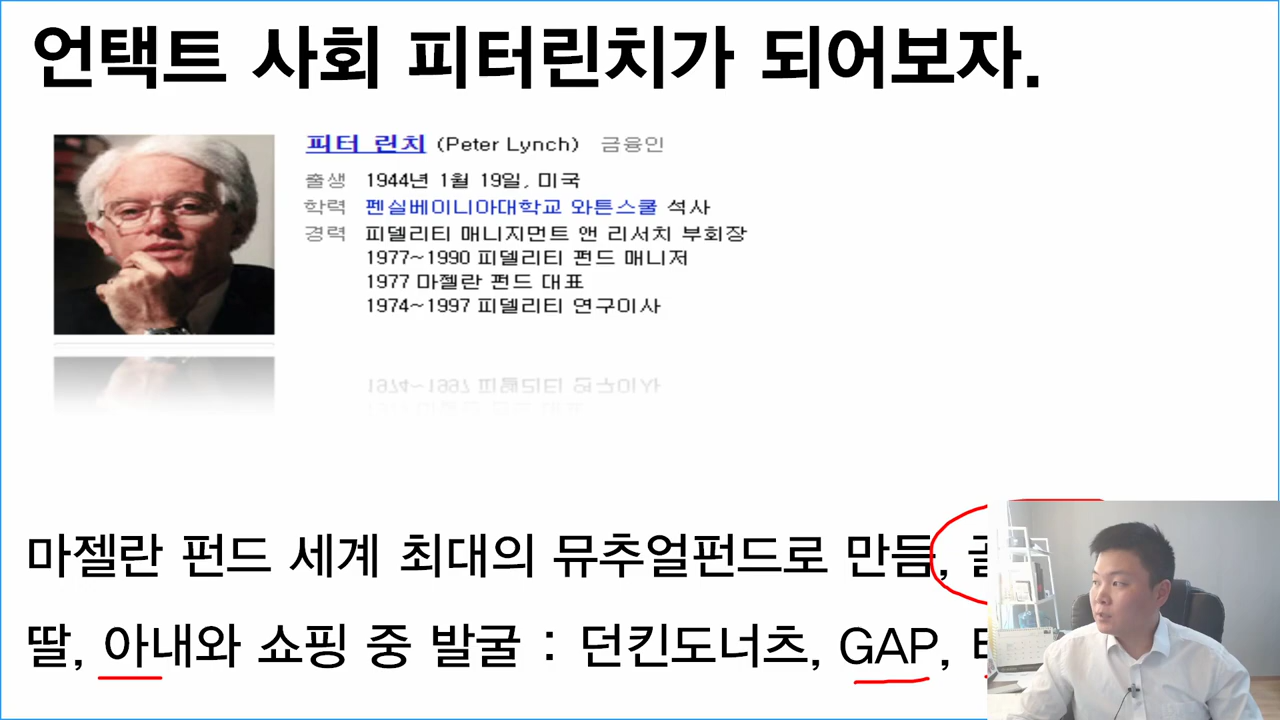 언택트 사회 피터린치가 되어보자.
피터 린치 (Peter Lynch) 금융인
출생 1944년 1월 19일, 미국
학력 펜실베이니아대학교 와튼스쿨 석사
경력 피델리티 매니지먼트 앤 리서치 부회장
1977~1990 피델리티 펀드 매니저
1977 마젤란 펀드 대표
1974~1997 피델리티 연구이사
마젤란 펀드 세계 최대의 뮤추얼펀드로 만듬,
딸, 아내와 쇼핑 중 발굴 : 던킨도너츠, GAP,